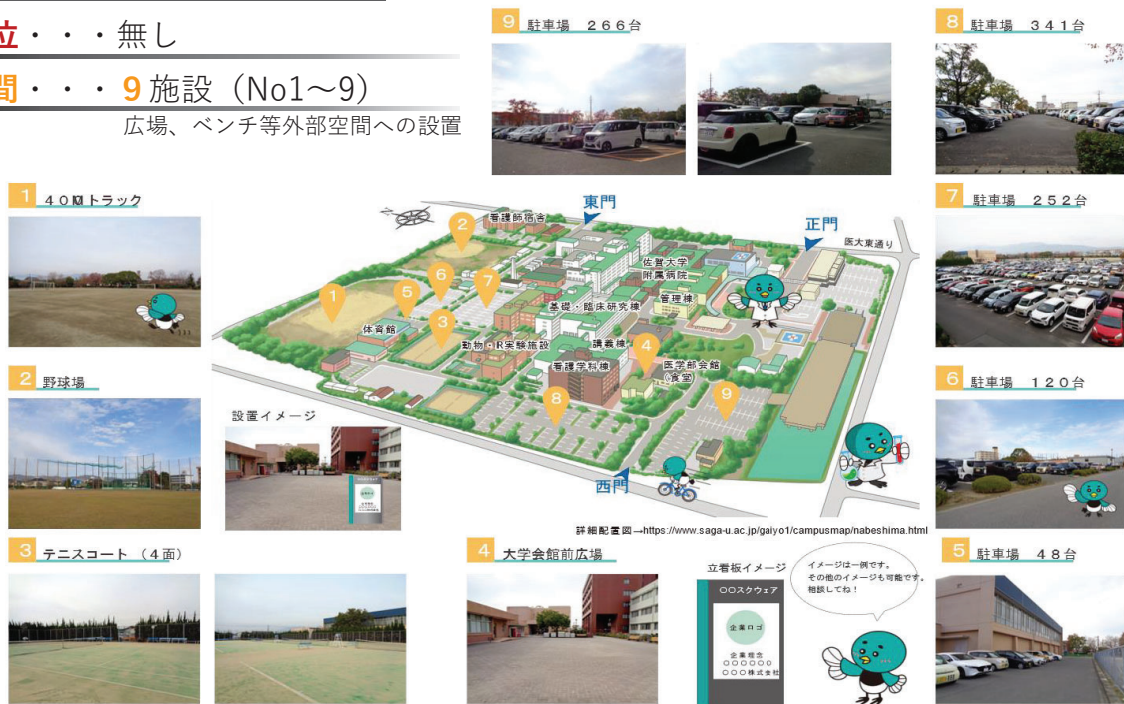 位・・・無し
間・・・9施設（No1～9）
広場、ベンチ等外部空間への設置
9 駐車場 266台
8 駐車場 341台
1 40Mトラック
東門
正門
医大東通り
2
看護師宿舎
佐賀大学
附属病院
6
7
管理棟
1
5
基礎・臨床研究棟
3
体育館
動物・RI実験施設
講義棟
4
看護学科棟
医学部会館
(食堂)
8
9
西門
7 駐車場 252台
2 野球場
設置イメージ
6 駐車場 120台
詳細配置図→https://www.saga-u.ac.jp/gaiyo1/campusmap/nabeshima.html
3 テニスコート（4面）
4 大学会館前広場
立看板イメージ
〇〇スクウェア
企業ロゴ
企業理念
〇〇〇〇〇〇
〇〇〇株式会社
イメージは一例です。
その他のイメージも可能です。
相談してね！
5 駐車場 48台